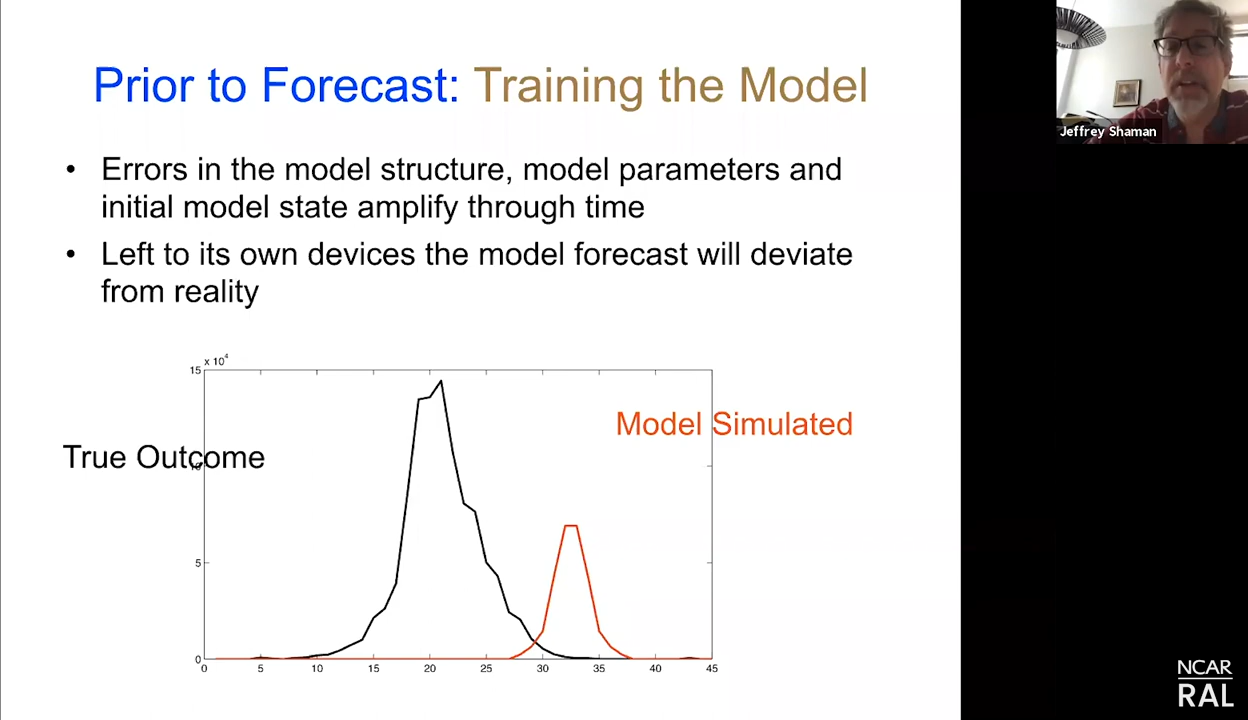 Prior to Forecast: Training the Model
Jeffrey Shaman
• Errors in the model structure, model parameters and
initial model state amplify through time
• Left to its own devices the model forecast will deviate
from reality
x 10⁴
15
Model Simulated
True Outcome
10
5
0
0 5 10 15 20 25 30 35 40 45
NCAR
RAL